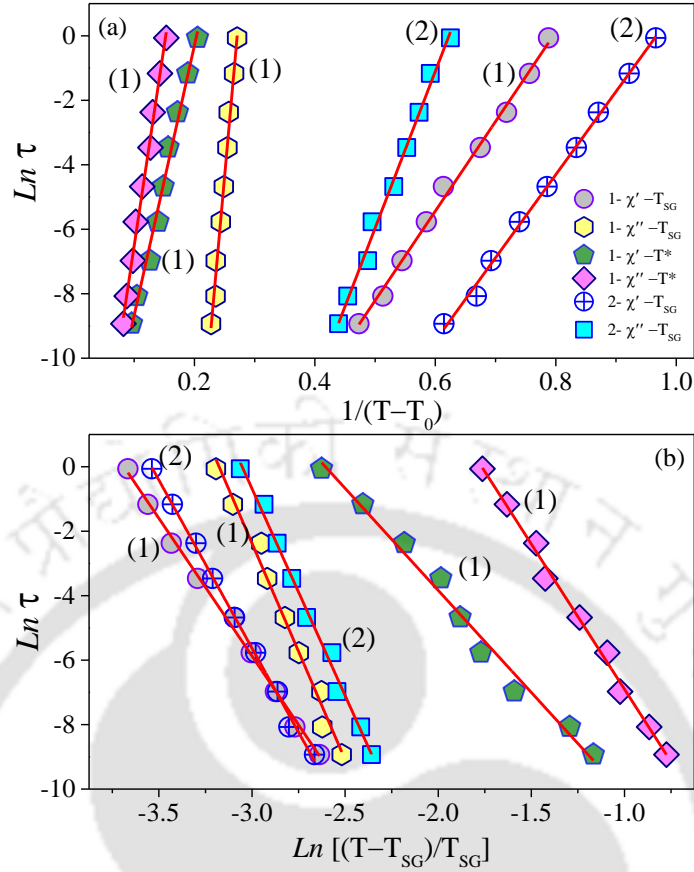 (a)
(2)
(2)
(1)
(1)
(1)
(1)
0
-2
-4
-6
-8
-10
Ln τ
1- χ′ –T_SG
1- χ″ –T_SG
1- χ′ –T*
1- χ″ –T*
2- χ′ –T_SG
2- χ″ –T_SG
0.2 0.4 0.6 0.8 1.0
1/(T–T₀)
(b)
(2)
(1)
(1)
(1)
(1)
(2)
0
-2
-4
-6
-8
-10
Ln τ
-3.5 -3.0 -2.5 -2.0 -1.5 -1.0
Ln [(T–T_SG)/T_SG]